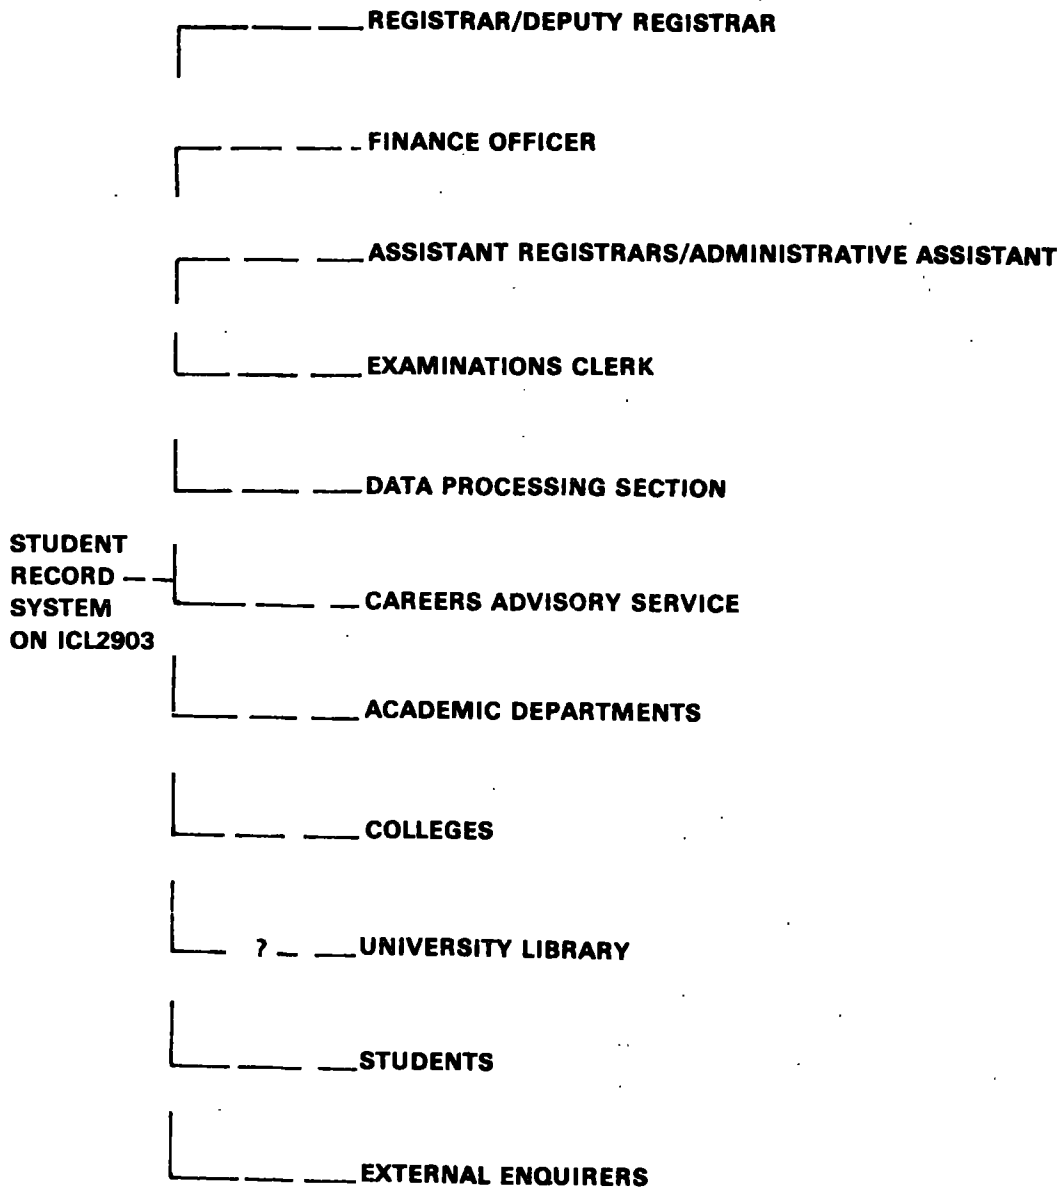 REGISTRAR/DEPUTY REGISTRAR
FINANCE OFFICER
ASSISTANT REGISTRARS/ADMINISTRATIVE ASSISTANT
EXAMINATIONS CLERK
DATA PROCESSING SECTION
STUDENT
RECORD
SYSTEM
ON ICL2903
CAREERS ADVISORY SERVICE
ACADEMIC DEPARTMENTS
COLLEGES
? UNIVERSITY LIBRARY
STUDENTS
EXTERNAL ENQUIRERS